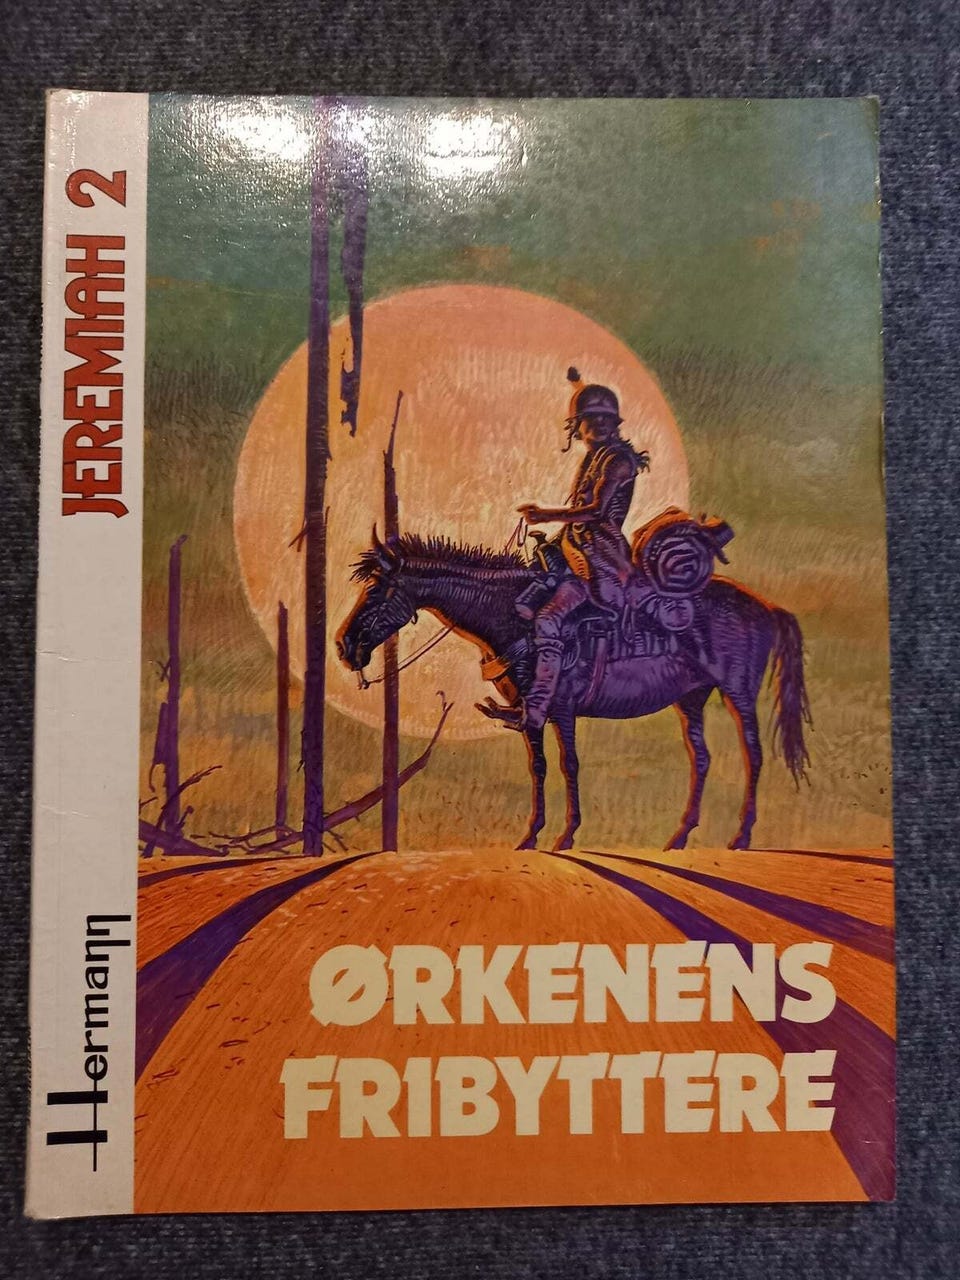 JEREMIAH 2
Hermann
ØRKENENS
FRIBYTTERE